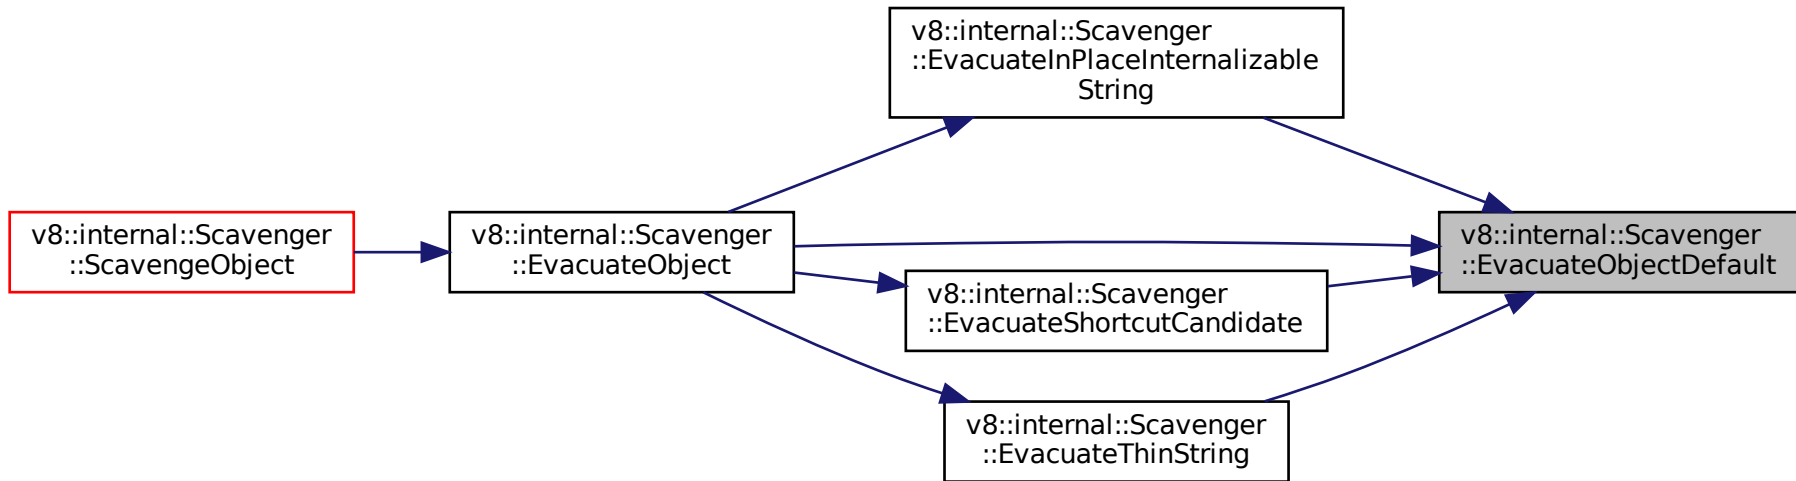 v8::internal::Scavenger
::EvacuateInPlaceInternalizable
String
v8::internal::Scavenger
::ScavengeObject
v8::internal::Scavenger
::EvacuateObject
v8::internal::Scavenger
::EvacuateObjectDefault
v8::internal::Scavenger
::EvacuateShortcutCandidate
v8::internal::Scavenger
::EvacuateThinString